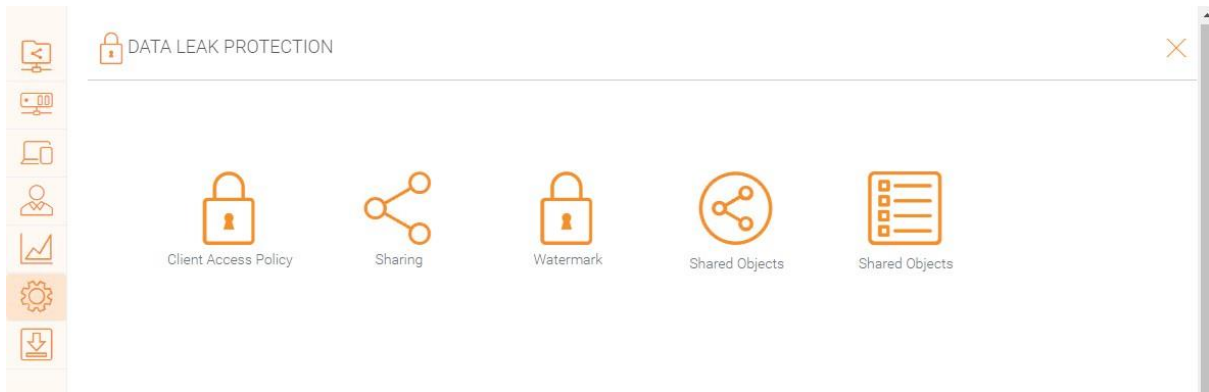 DATA LEAK PROTECTION
Client Access Policy
Sharing
Watermark
Shared Objects
Shared Objects